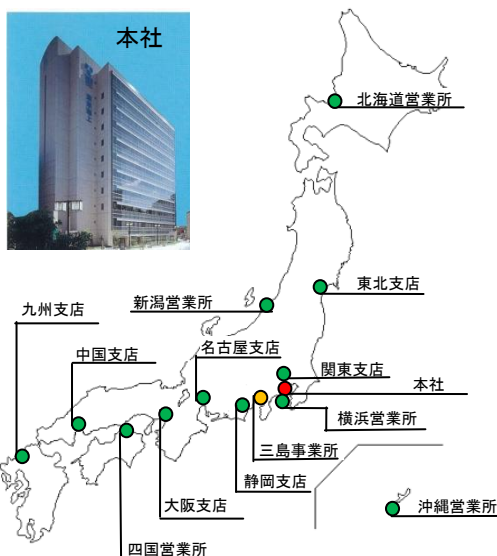 本社
北海道営業所
東北支店
新潟営業所
九州支店
名古屋支店
中国支店
関東支店
本社
横浜営業所
三島事業所
静岡支店
大阪支店
沖縄営業所
四国営業所